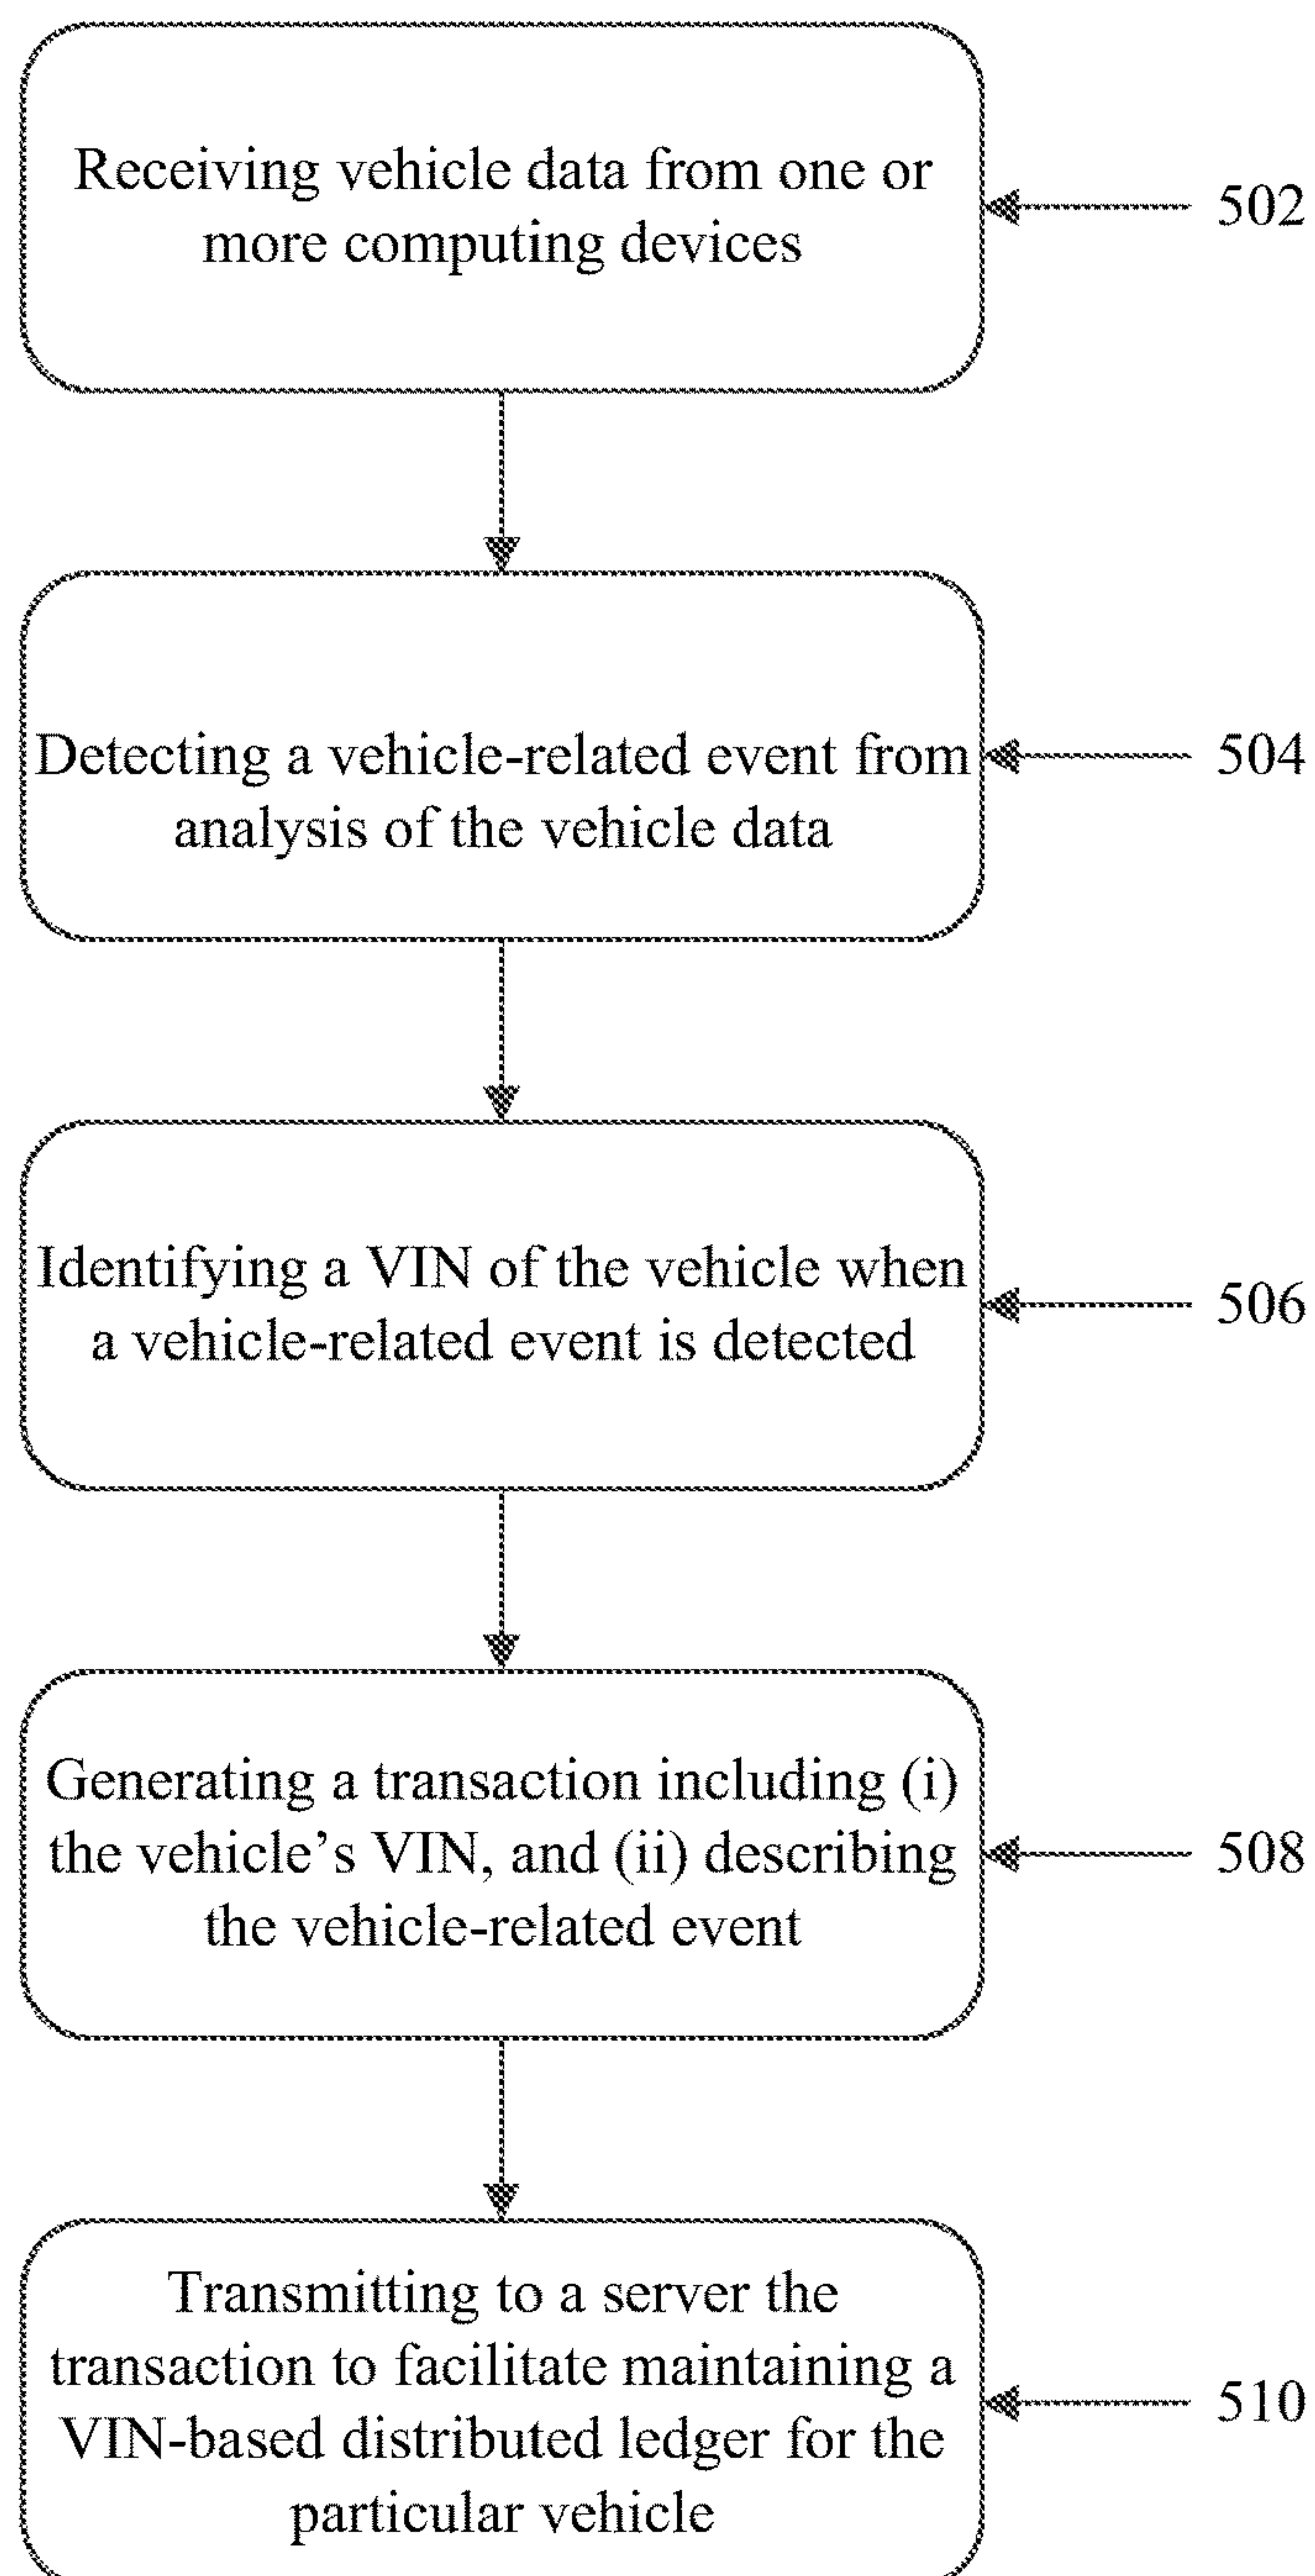 Receiving vehicle data from one or
more computing devices
502
Detecting a vehicle-related event from
analysis of the vehicle data
504
Identifying a VIN of the vehicle when
a vehicle-related event is detected
506
Generating a transaction including (i)
the vehicle's VIN, and (ii) describing
the vehicle-related event
508
Transmitting to a server the
transaction to facilitate maintaining a
VIN-based distributed ledger for the
particular vehicle
510